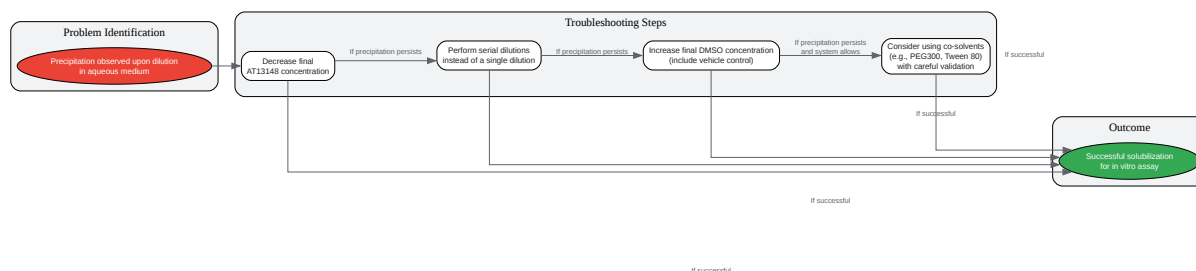 Problem Identification
Precipitation observed upon dilution
in aqueous medium
Troubleshooting Steps
Decrease final
AT13148 concentration
If precipitation persists
Perform serial dilutions
instead of a single dilution
If precipitation persists
Increase final DMSO concentration
(include vehicle control)
If precipitation persists
and system allows
Consider using co-solvents
(e.g., PEG300, Tween 80)
with careful validation
If successful
If successful
Outcome
Successful solubilization
for in vitro assay
If successful
If successful